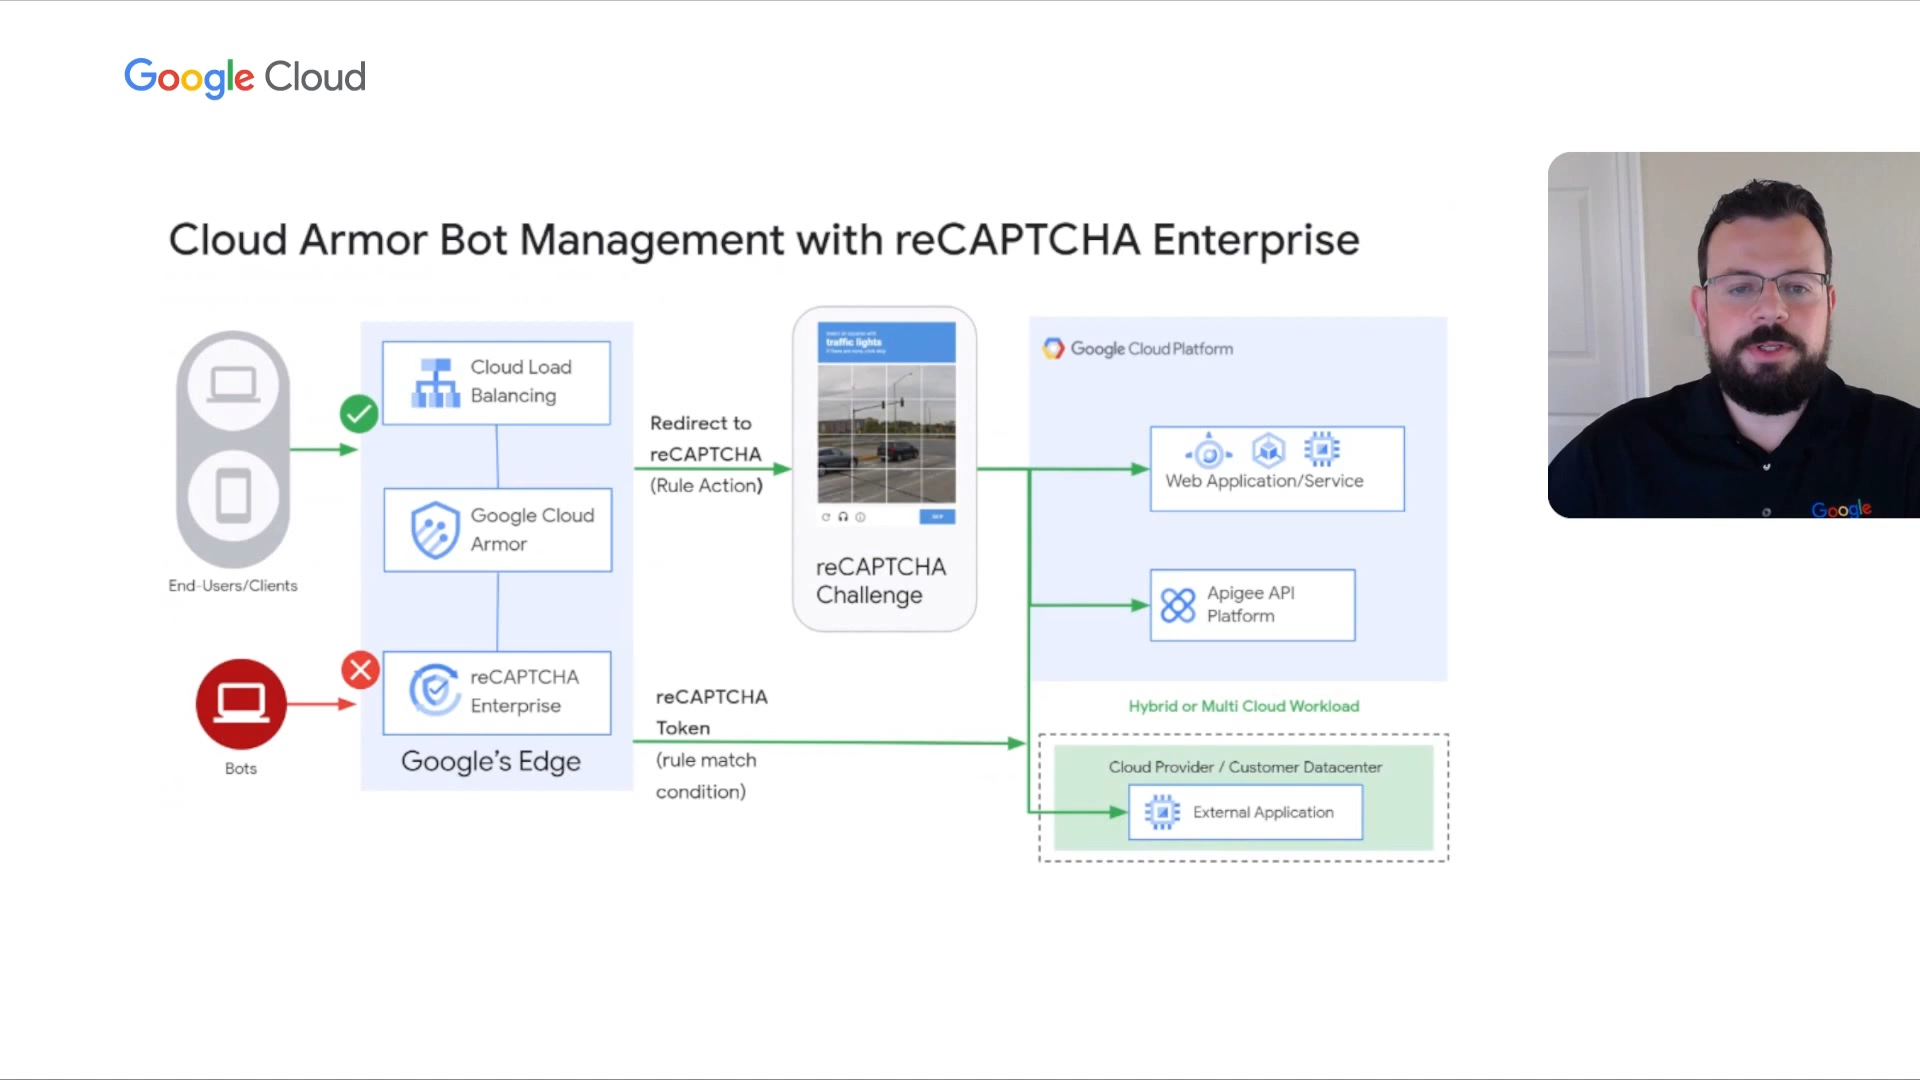 Google Cloud
Cloud Armor Bot Management with reCAPTCHA Enterprise
End-Users/Clients
Bots
Cloud Load
Balancing
Google Cloud
Armor
reCAPTCHA
Enterprise
Google's Edge
Redirect to
reCAPTCHA
(Rule Action)
reCAPTCHA
Token
(rule match
condition)
traffic lights
SKIP
reCAPTCHA
Challenge
Google Cloud Platform
Web Application/Service
Apigee API
Platform
Hybrid or Multi Cloud Workload
Cloud Provider / Customer Datacenter
External Application
Google